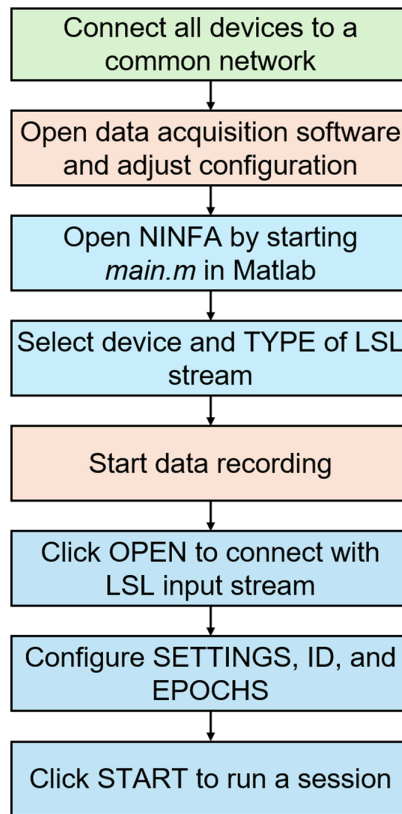 Connect all devices to a
common network
Open data acquisition software
and adjust configuration
Open NINFA by starting
main.m in Matlab
Select device and TYPE of LSL
stream
Start data recording
Click OPEN to connect with
LSL input stream
Configure SETTINGS, ID, and
EPOCHS
Click START to run a session